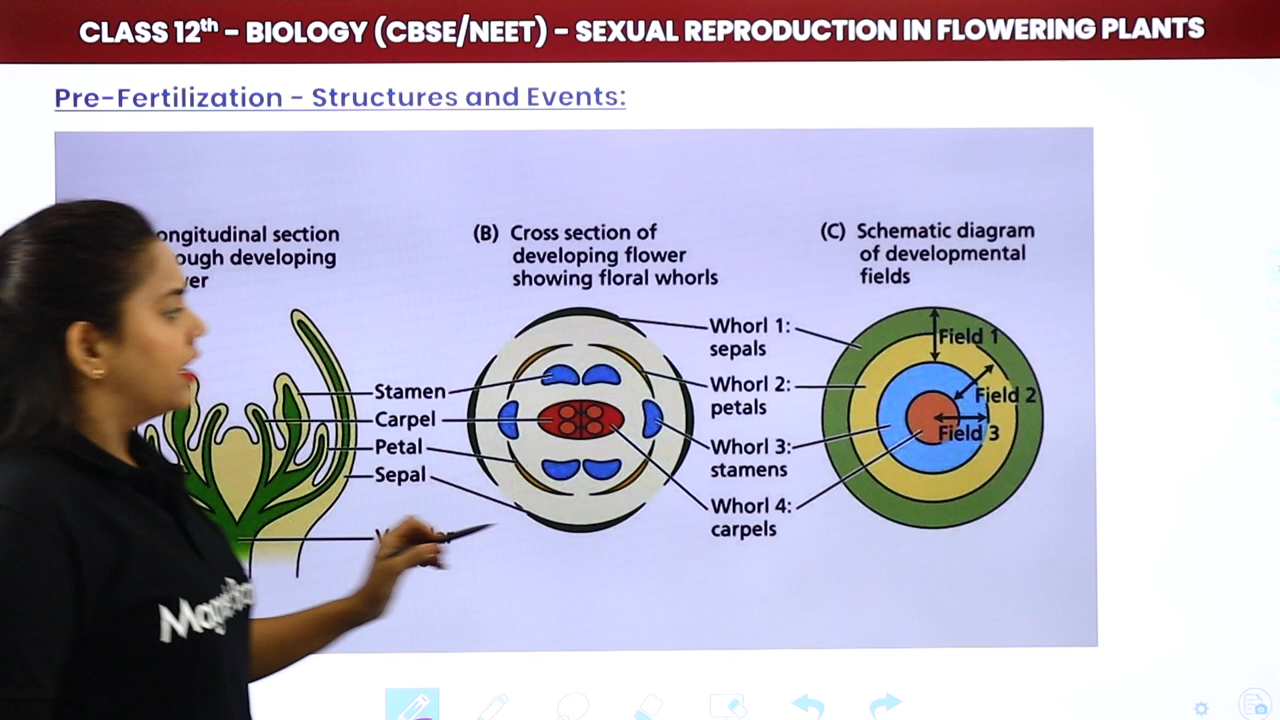 CLASS 12th – BIOLOGY (CBSE/NEET) – SEXUAL REPRODUCTION IN FLOWERING PLANTS
Pre-Fertilization – Structures and Events:
ongitudinal section
ough developing
er
Stamen
Carpel
Petal
Sepal
(B) Cross section of
developing flower
showing floral whorls
Whorl 1:
sepals
Whorl 2:
petals
Whorl 3:
stamens
Whorl 4:
carpels
(C) Schematic diagram
of developmental
fields
Field 1
Field 2
Field 3